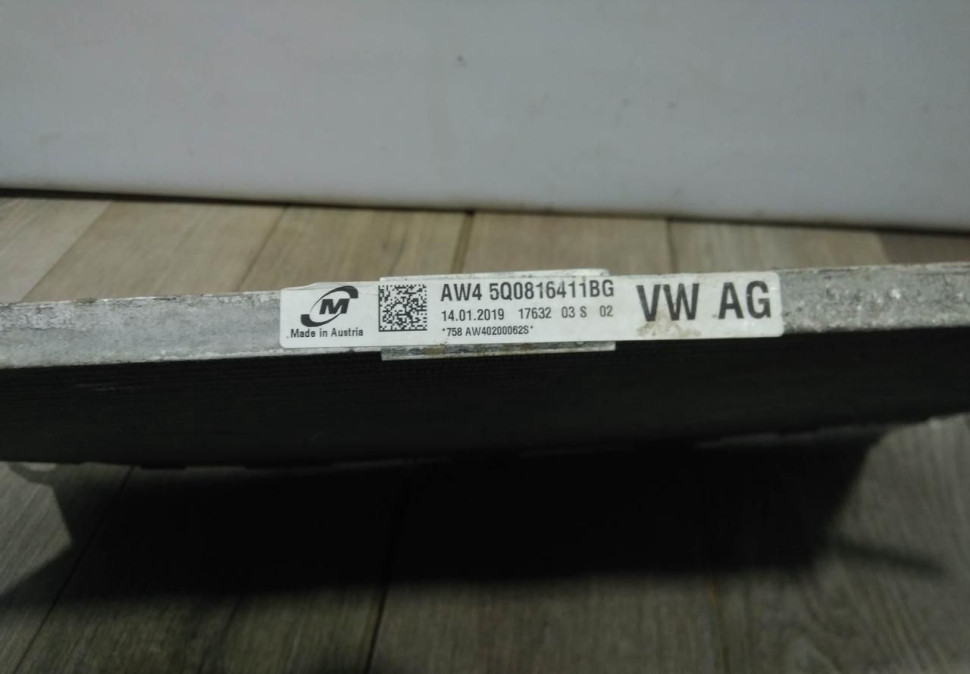 M
Made in Austria
AW4 5Q0816411BG
14.01.2019 17632 03 S 02
*758 AW40200062S*
VW AG